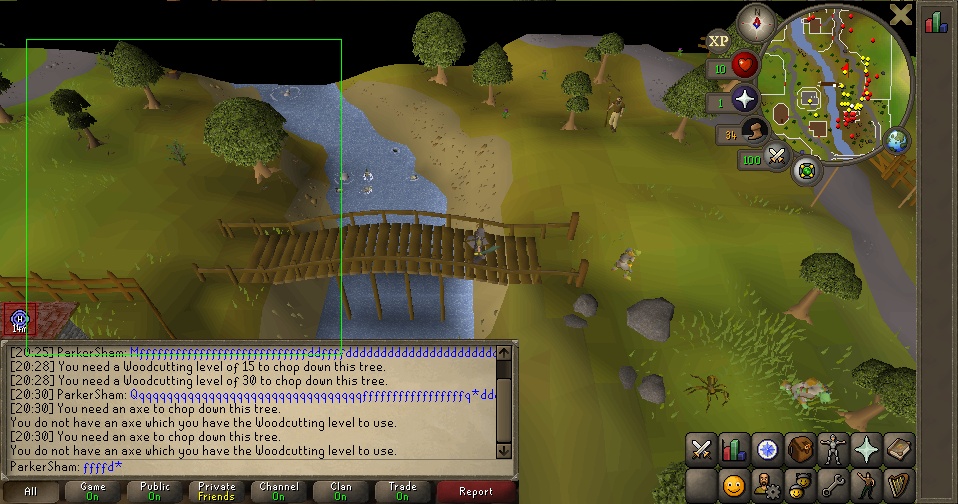 N
XP
10
1
34
100
14m
[20:25] ParkerSham:
[20:28] You need a Woodcutting level of 15 to chop down this tree.
[20:28] You need a Woodcutting level of 30 to chop down this tree.
[20:30] ParkerSham:
[20:30] You need an axe to chop down this tree.
You do not have an axe which you have the Woodcutting level to use.
[20:30] You need an axe to chop down this tree.
You do not have an axe which you have the Woodcutting level to use.
ParkerSham: ffffd*
All
Game
On
Public
On
Private
Friends
Channel
On
Clan
On
Trade
On
Report